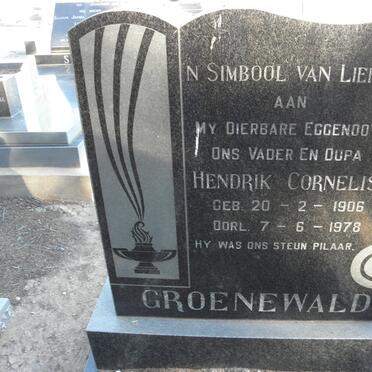 'N SIMBOOL VAN LIEF
AAN
MY DIERBARE EGGENOO
ONS VADER EN OUPA
HENDRIK CORNELIS
GEB. 20 - 2 - 1906
OORL. 7 - 6 - 1978
HY WAS ONS STEUN PILAAR.
GROENEWALD